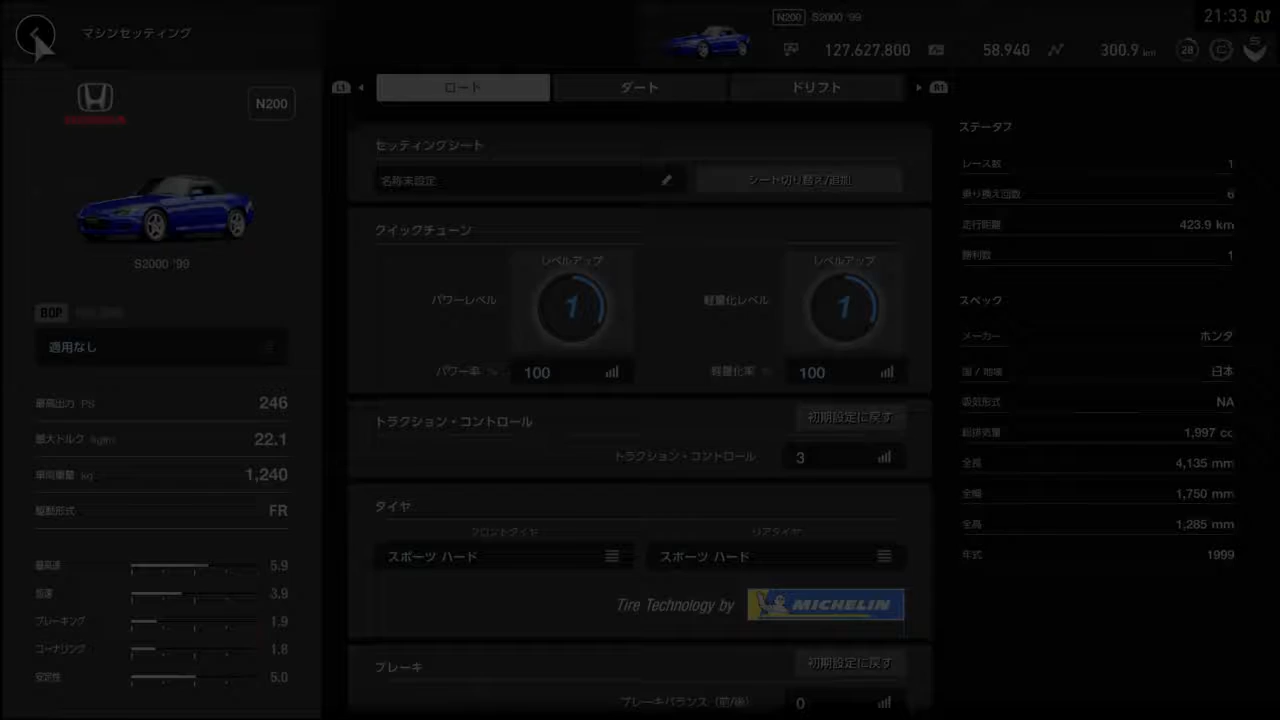 マシンセッティング
N200 S2000 '99
21:33
127.627.800
58.940
300.9 km
28
N200
S2000 '99
BOP
適用なし
最高出力 PS 246
最大トルク kgfm 22.1
車両重量 kg 1,240
駆動形式 FR
最高速 5.9
加速 3.9
ブレーキング 1.9
コーナリング 1.8
安定性 5.0
L1 ロード ダート ドリフト R1
セッティングシート
名称未設定 シート切り替え/追加
クイックチューン
レベルアップ レベルアップ
パワーレベル 1 軽量化レベル 1
パワー率 % 100 軽量化率 % 100
トラクション・コントロール 初期設定に戻す
トラクション・コントロール 3
タイヤ
フロントタイヤ リアタイヤ
スポーツ ハード スポーツ ハード
Tire Technology by MICHELIN
ブレーキ 初期設定に戻す
ブレーキバランス (前/後) 0
ステータス
レース数 1
乗り換え回数 6
走行距離 423.9 km
勝利数 1
スペック
メーカー ホンダ
国 / 地域 日本
吸気形式 NA
総排気量 1,997 cc
全長 4,135 mm
全幅 1,750 mm
全高 1,285 mm
年式 1999